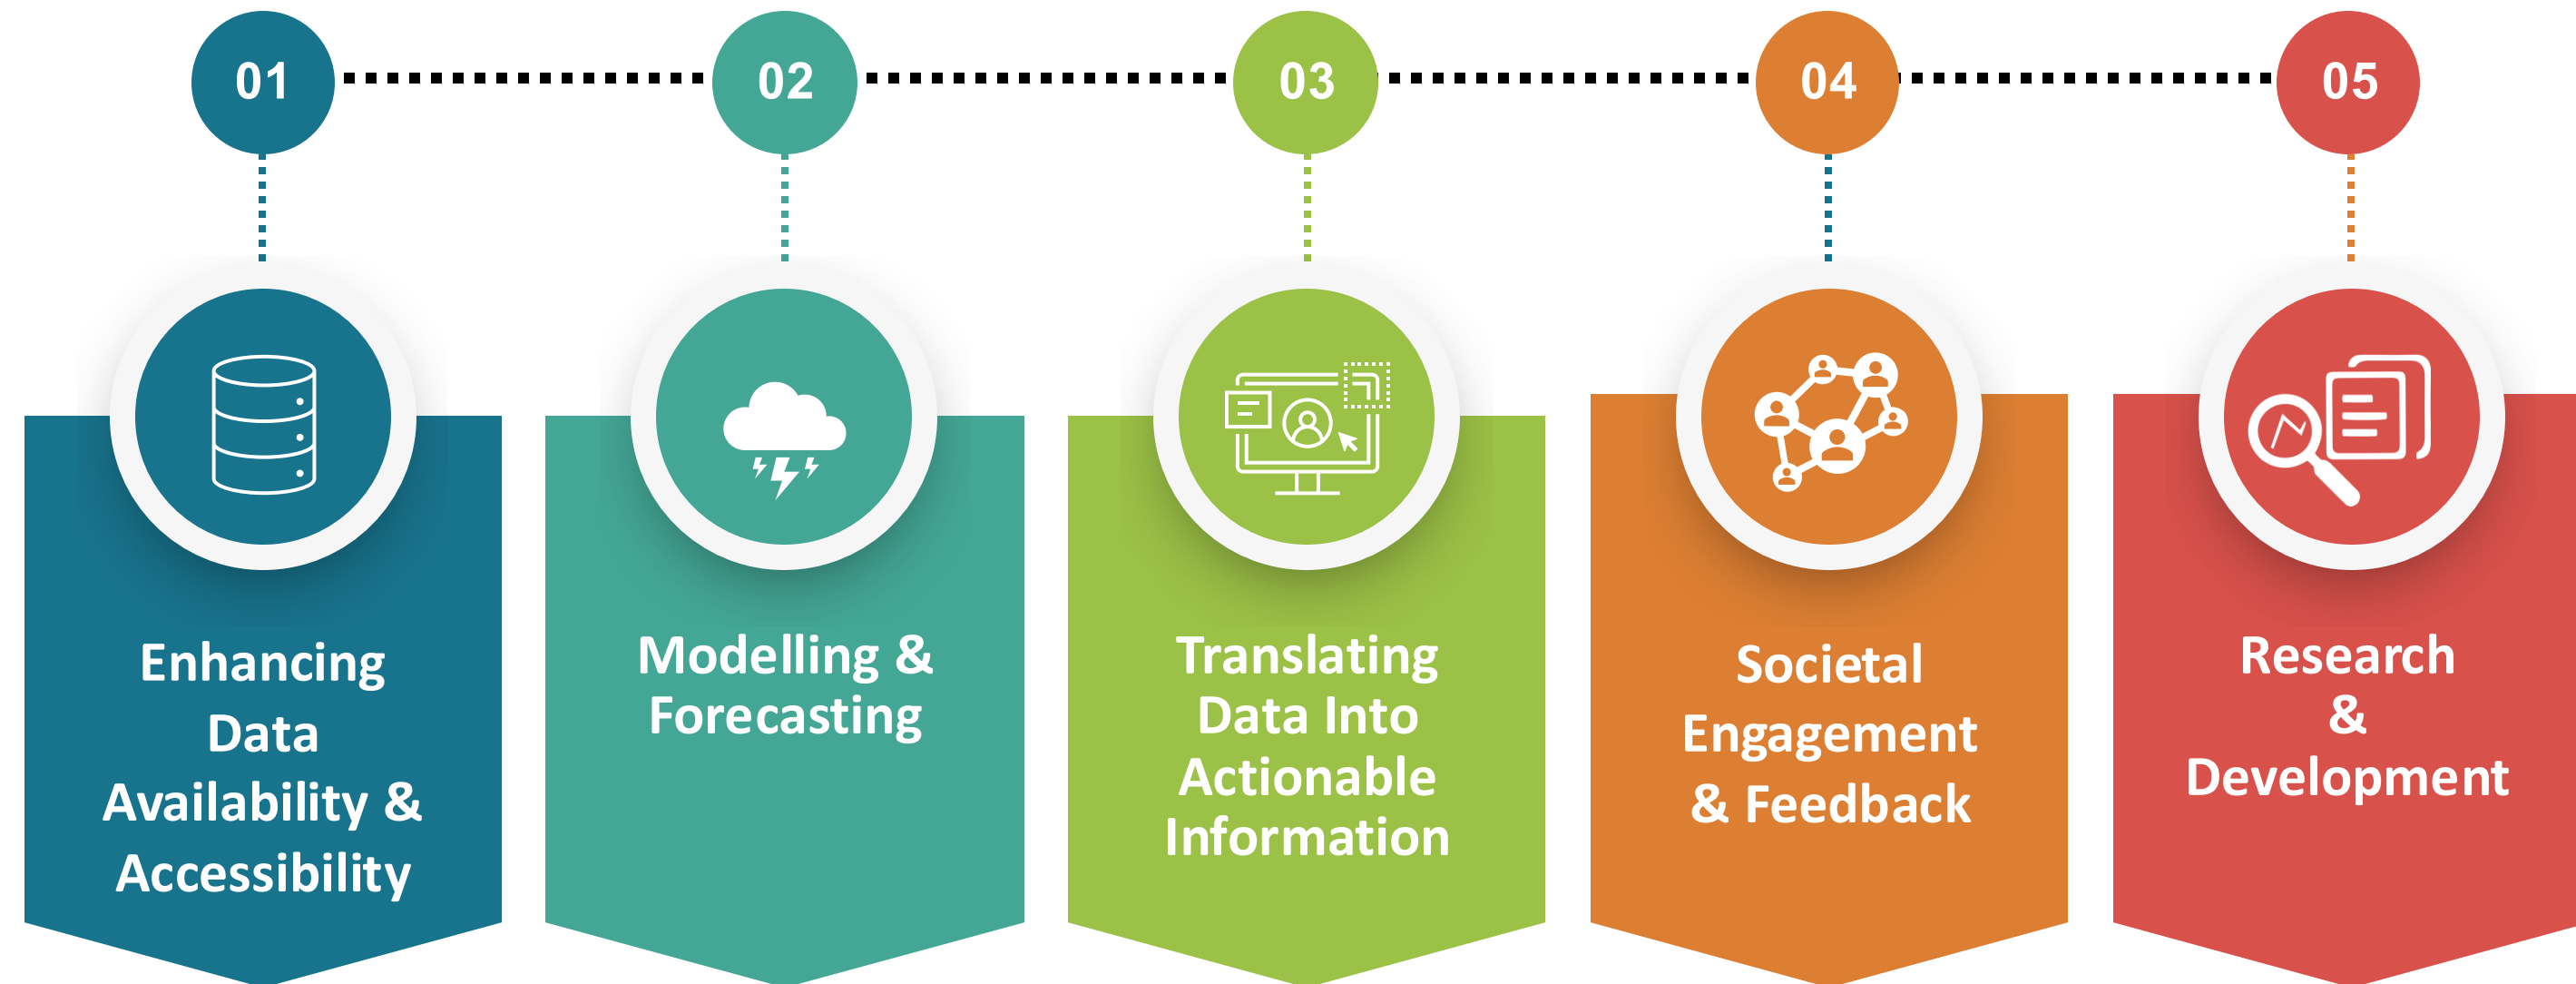 01
02
03
04
05
Enhancing
Data
Availability &
Accessibility
Modelling &
Forecasting
Translating
Data Into
Actionable
Information
Societal
Engagement
& Feedback
Research
&
Development